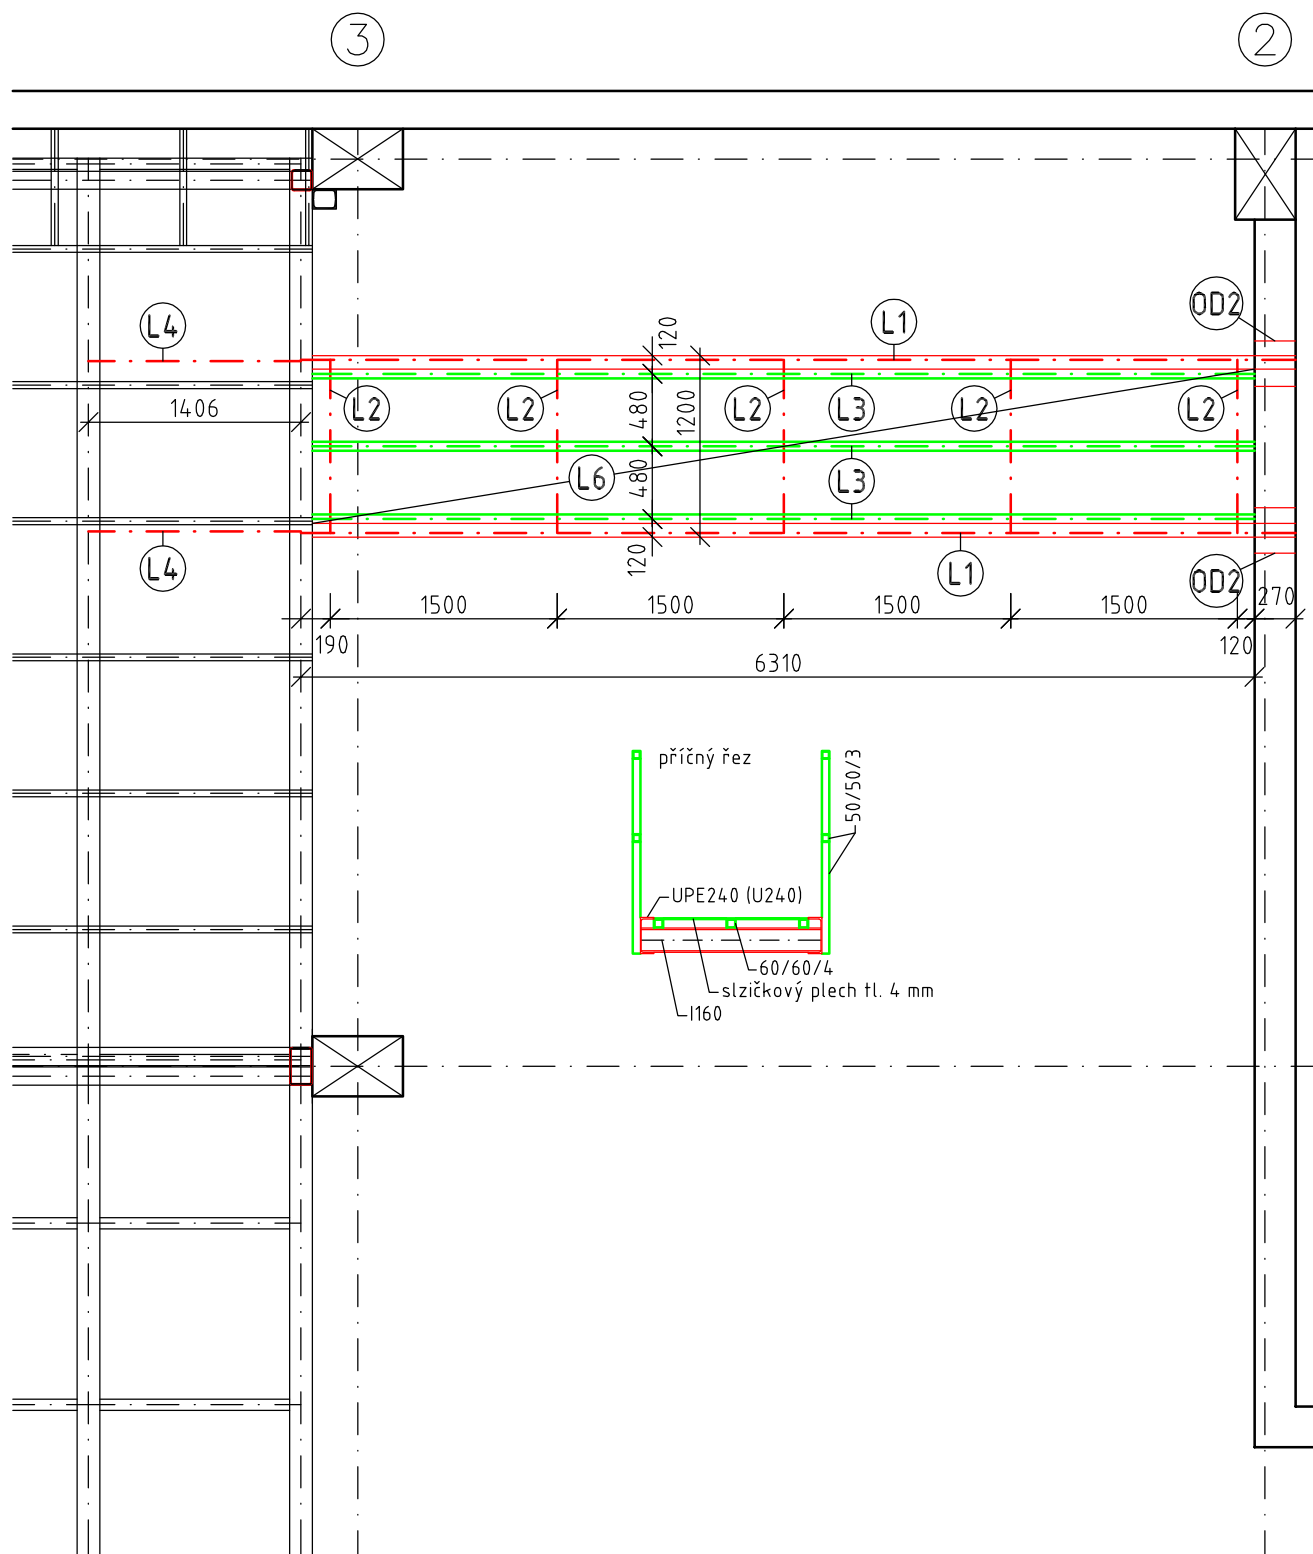 3
2
OD2
L1
L4
120
1406
L2
L2
L2
L3
L2
L2
480
1200
L6
480
L3
L4
120
L1
OD2
1500
1500
1500
1500
270
190
120
6310
příčný řez
50/50/3
UPE240 (U240)
60/60/4
slzičkový plech tl. 4 mm
I160